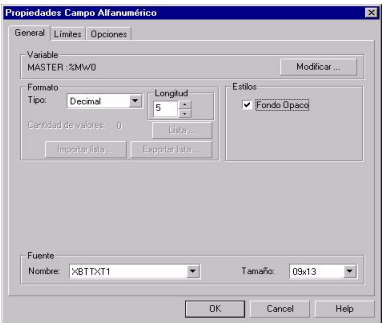 Propiedades Campo Alfanumérico
General Límites Opciones
Variable
MASTER :%MW0
Modificar ...
Formato
Tipo: Decimal
Longitud
5
Cantidad de valores: 0
Lista ...
Importar lista ...
Exportar lista ...
Estilos
Fondo Opaco
Fuente
Nombre: XBTTXT1
Tamaño: 09x13
OK Cancel Help